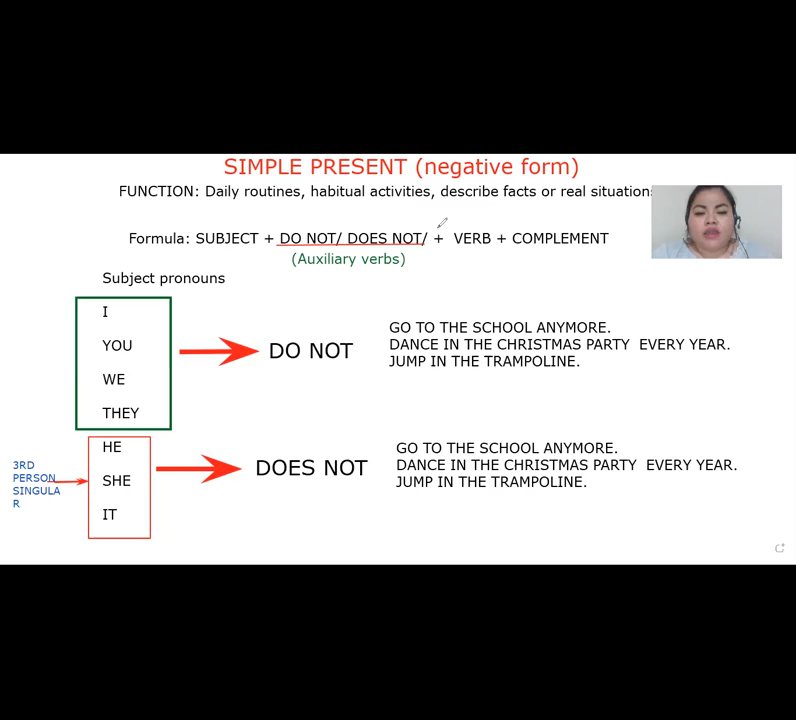 SIMPLE PRESENT (negative form)
FUNCTION: Daily routines, habitual activities, describe facts or real situation
Formula: SUBJECT + DO NOT/ DOES NOT/ + VERB + COMPLEMENT
(Auxiliary verbs)
Subject pronouns
I
YOU
WE
THEY
DO NOT
GO TO THE SCHOOL ANYMORE.
DANCE IN THE CHRISTMAS PARTY EVERY YEAR.
JUMP IN THE TRAMPOLINE.
3RD
PERSON
SINGULA
R
HE
SHE
IT
DOES NOT
GO TO THE SCHOOL ANYMORE.
DANCE IN THE CHRISTMAS PARTY EVERY YEAR.
JUMP IN THE TRAMPOLINE.